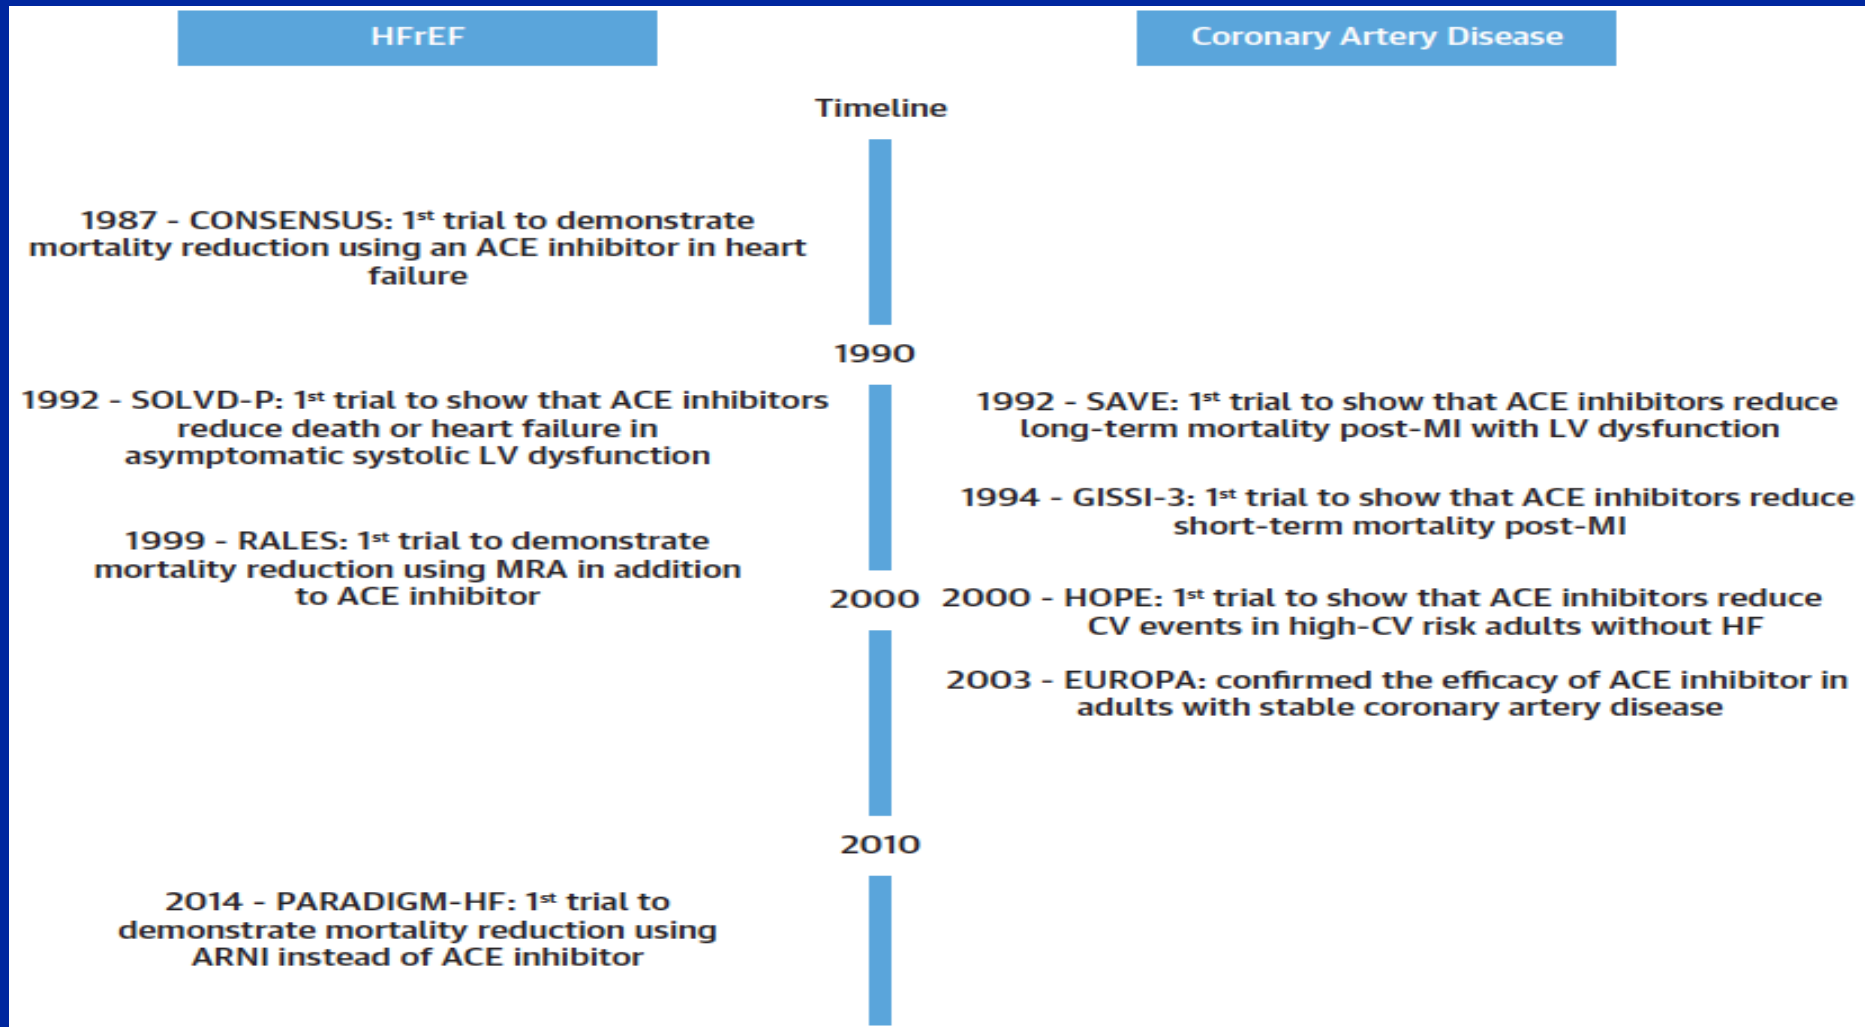 HFrEF
Coronary Artery Disease
Timeline
1987 - CONSENSUS: 1st trial to demonstrate
mortality reduction using an ACE inhibitor in heart
failure
1990
1992 - SOLVD-P: 1st trial to show that ACE inhibitors
reduce death or heart failure in
asymptomatic systolic LV dysfunction
1992 - SAVE: 1st trial to show that ACE inhibitors reduce
long-term mortality post-MI with LV dysfunction
1994 - GISSI-3: 1st trial to show that ACE inhibitors reduce
short-term mortality post-MI
1999 - RALES: 1st trial to demonstrate
mortality reduction using MRA in addition
to ACE inhibitor
2000
2000 - HOPE: 1st trial to show that ACE inhibitors reduce
CV events in high-CV risk adults without HF
2003 - EUROPA: confirmed the efficacy of ACE inhibitor in
adults with stable coronary artery disease
2010
2014 - PARADIGM-HF: 1st trial to
demonstrate mortality reduction using
ARNI instead of ACE inhibitor